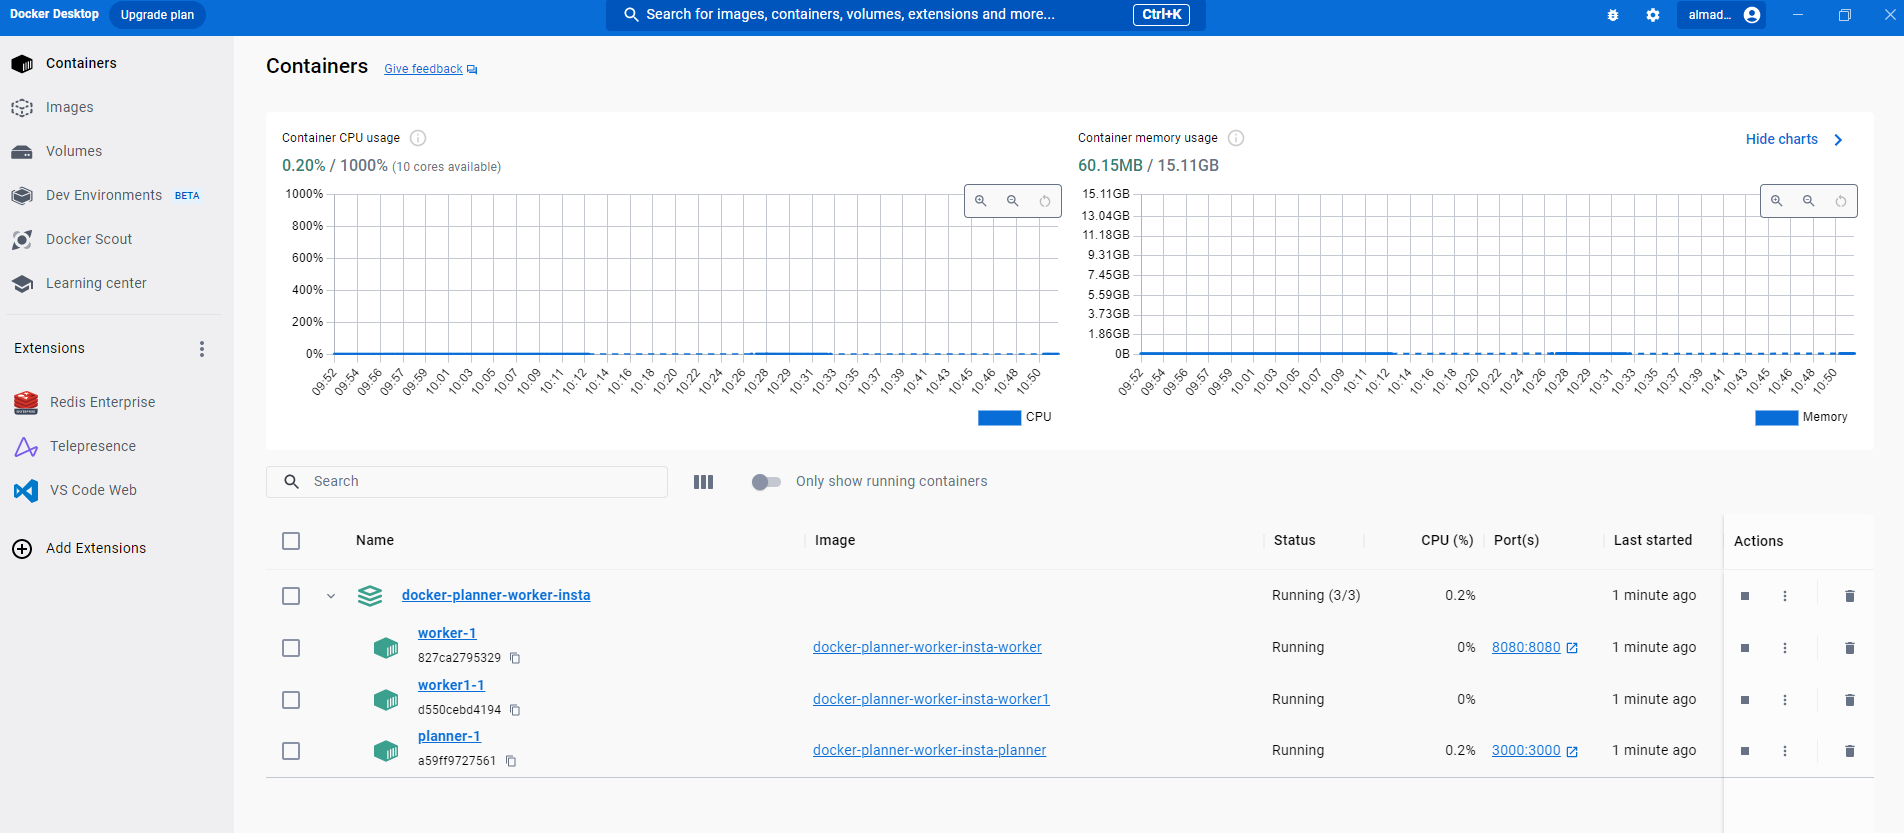 Docker Desktop Upgrade plan Search for images, containers, volumes, extensions and more... Ctrl+K almad...
Containers
Images
Volumes
Dev Environments BETA
Docker Scout
Learning center
Extensions
Redis Enterprise
Telepresence
VS Code Web
Add Extensions
Containers Give feedback
Container CPU usage
0.20% / 1000% (10 cores available)
1000%
800%
600%
400%
200%
0%
09:52 09:54 09:56 09:57 09:59 10:01 10:03 10:05 10:07 10:09 10:11 10:12 10:14 10:16 10:18 10:20 10:22 10:24 10:26 10:28 10:29 10:31 10:33 10:35 10:37 10:39 10:41 10:43 10:45 10:46 10:48 10:50
CPU
Container memory usage
Hide charts
60.15MB / 15.11GB
15.11GB
13.04GB
11.18GB
9.31GB
7.45GB
5.59GB
3.73GB
1.86GB
0B
09:52 09:54 09:56 09:57 09:59 10:01 10:03 10:05 10:07 10:09 10:11 10:12 10:14 10:16 10:18 10:20 10:22 10:24 10:26 10:28 10:29 10:31 10:33 10:35 10:37 10:39 10:41 10:43 10:45 10:46 10:48 10:50
Memory
Search Only show running containers
Name Image Status CPU (%) Port(s) Last started Actions
docker-planner-worker-insta Running (3/3) 0.2% 1 minute ago
worker-1
827ca2795329 docker-planner-worker-insta-worker Running 0% 8080:8080 1 minute ago
worker1-1
d550cebd4194 docker-planner-worker-insta-worker1 Running 0% 1 minute ago
planner-1
a59ff9727561 docker-planner-worker-insta-planner Running 0.2% 3000:3000 1 minute ago